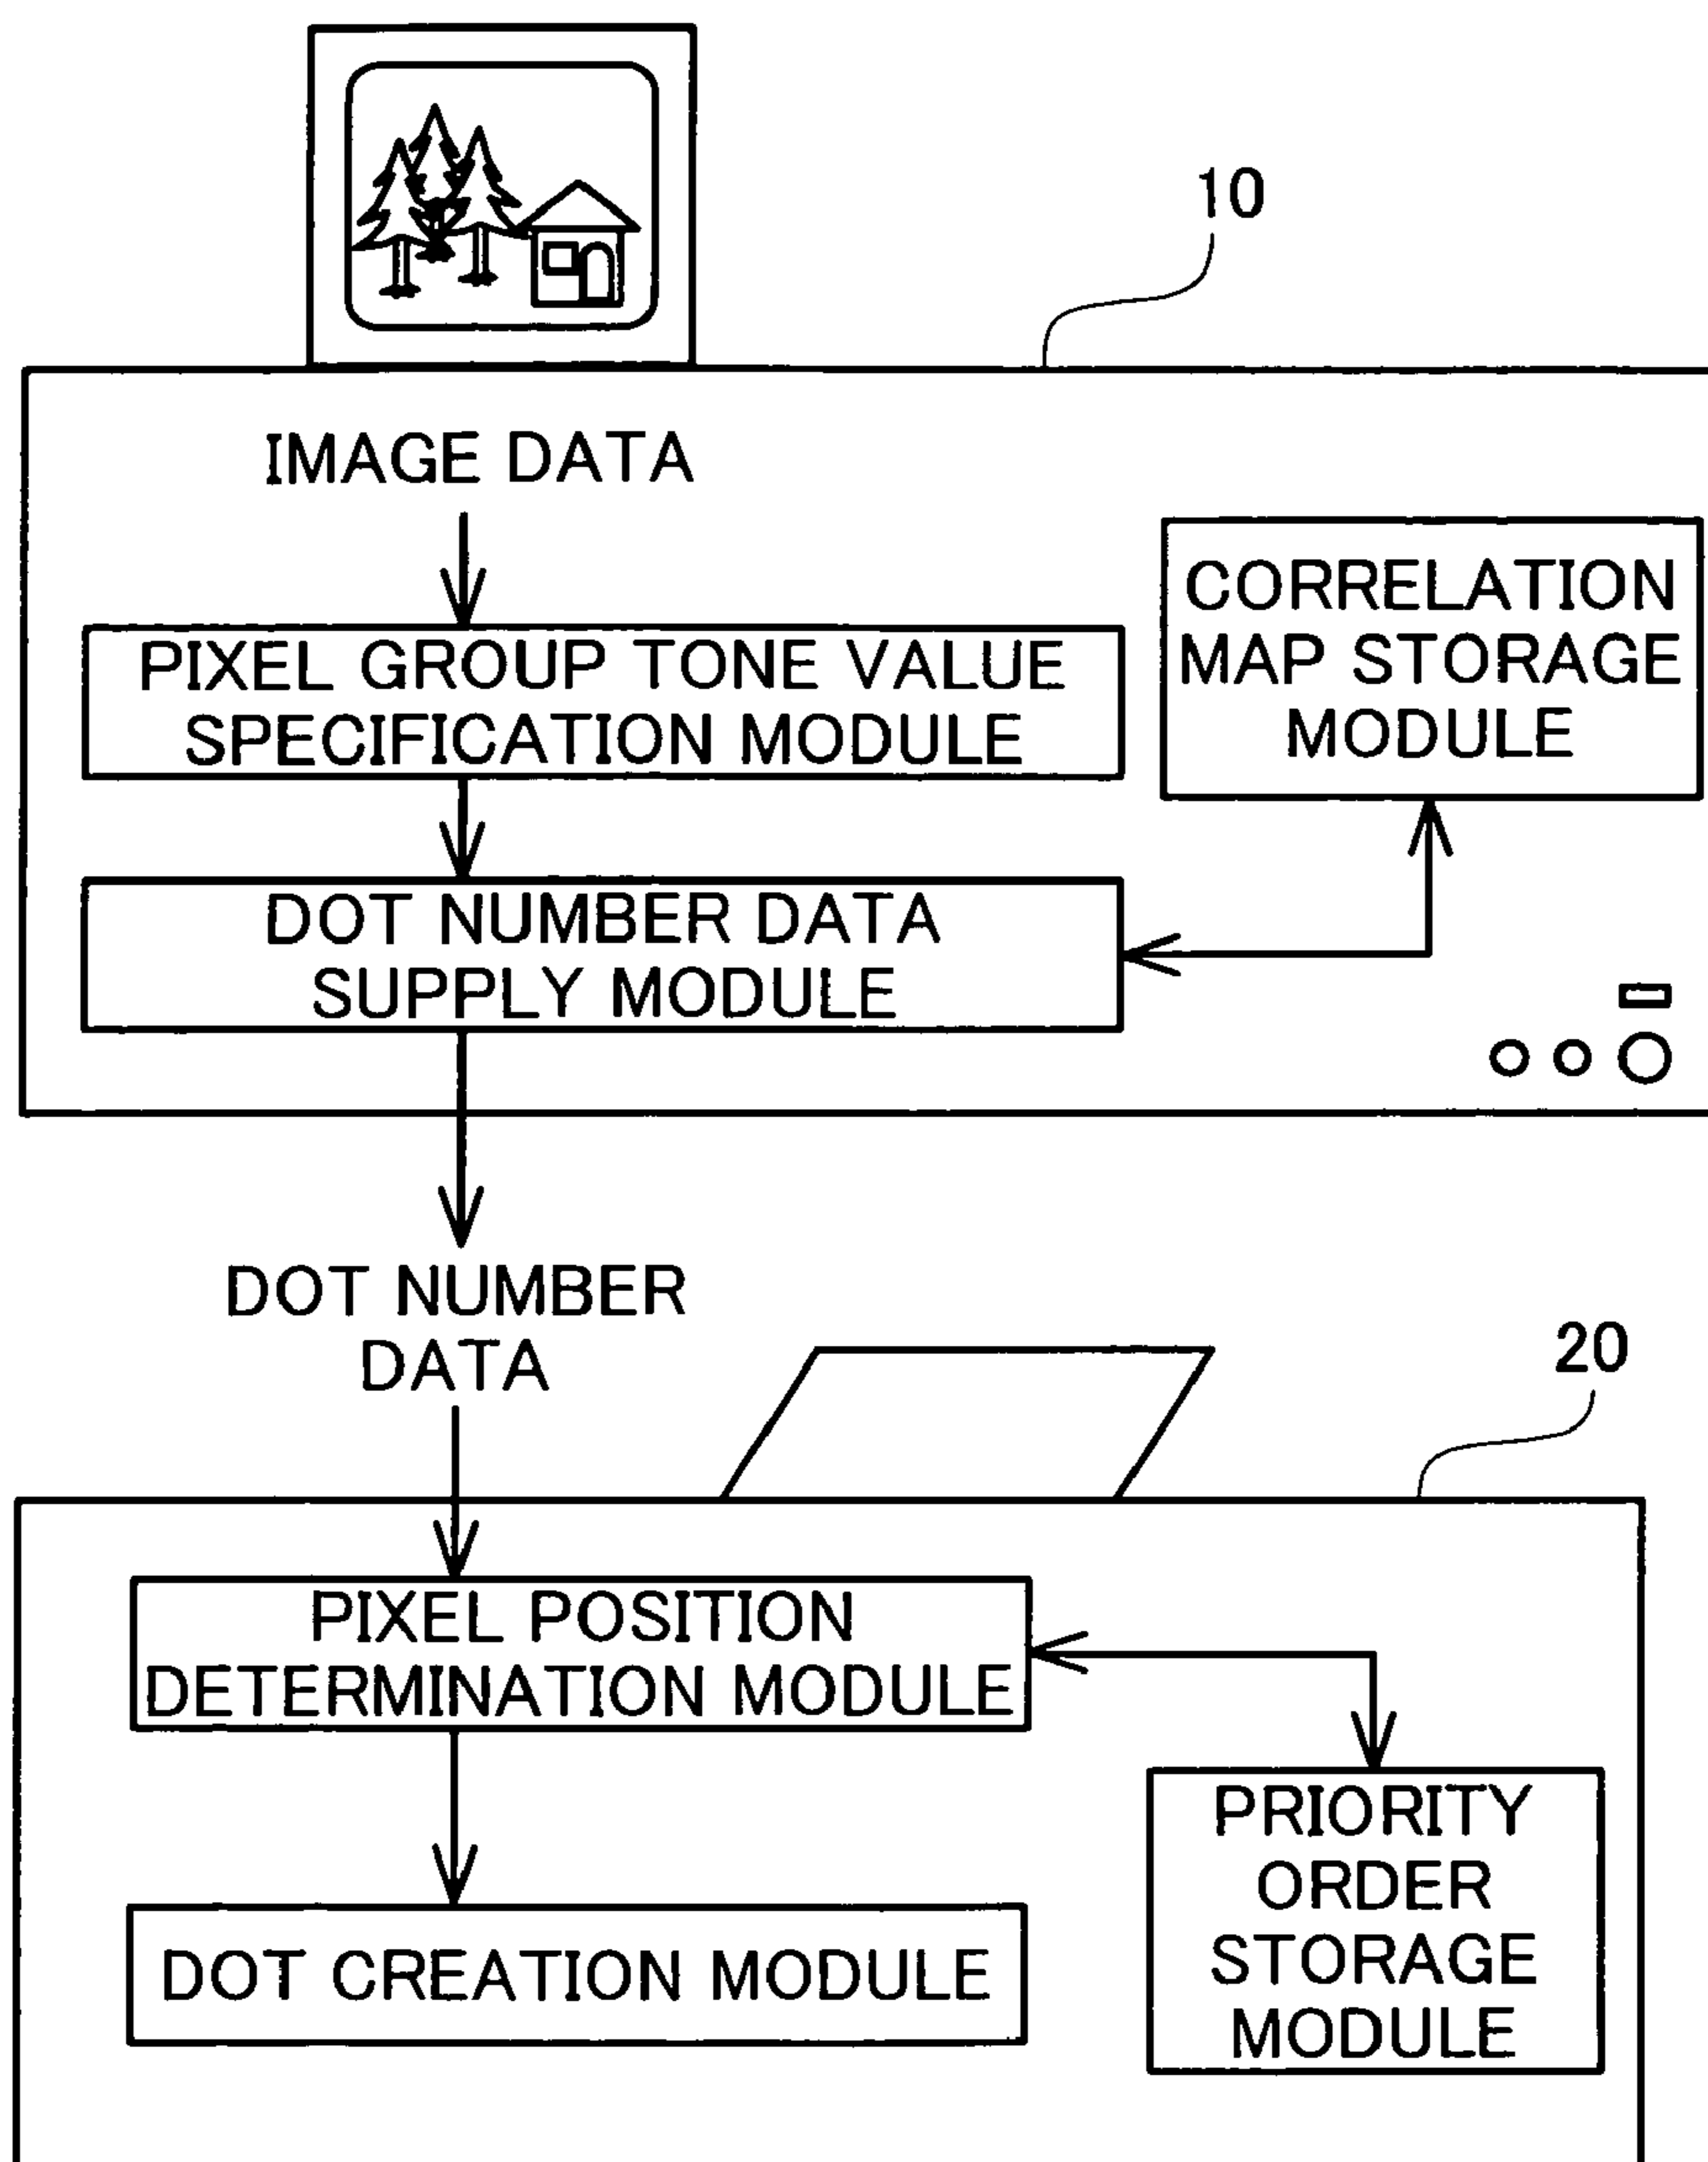 10
IMAGE DATA
PIXEL GROUP TONE VALUE
SPECIFICATION MODULE
CORRELATION
MAP STORAGE
MODULE
DOT NUMBER DATA
SUPPLY MODULE
DOT NUMBER
DATA
20
PIXEL POSITION
DETERMINATION MODULE
PRIORITY
ORDER
STORAGE
MODULE
DOT CREATION MODULE